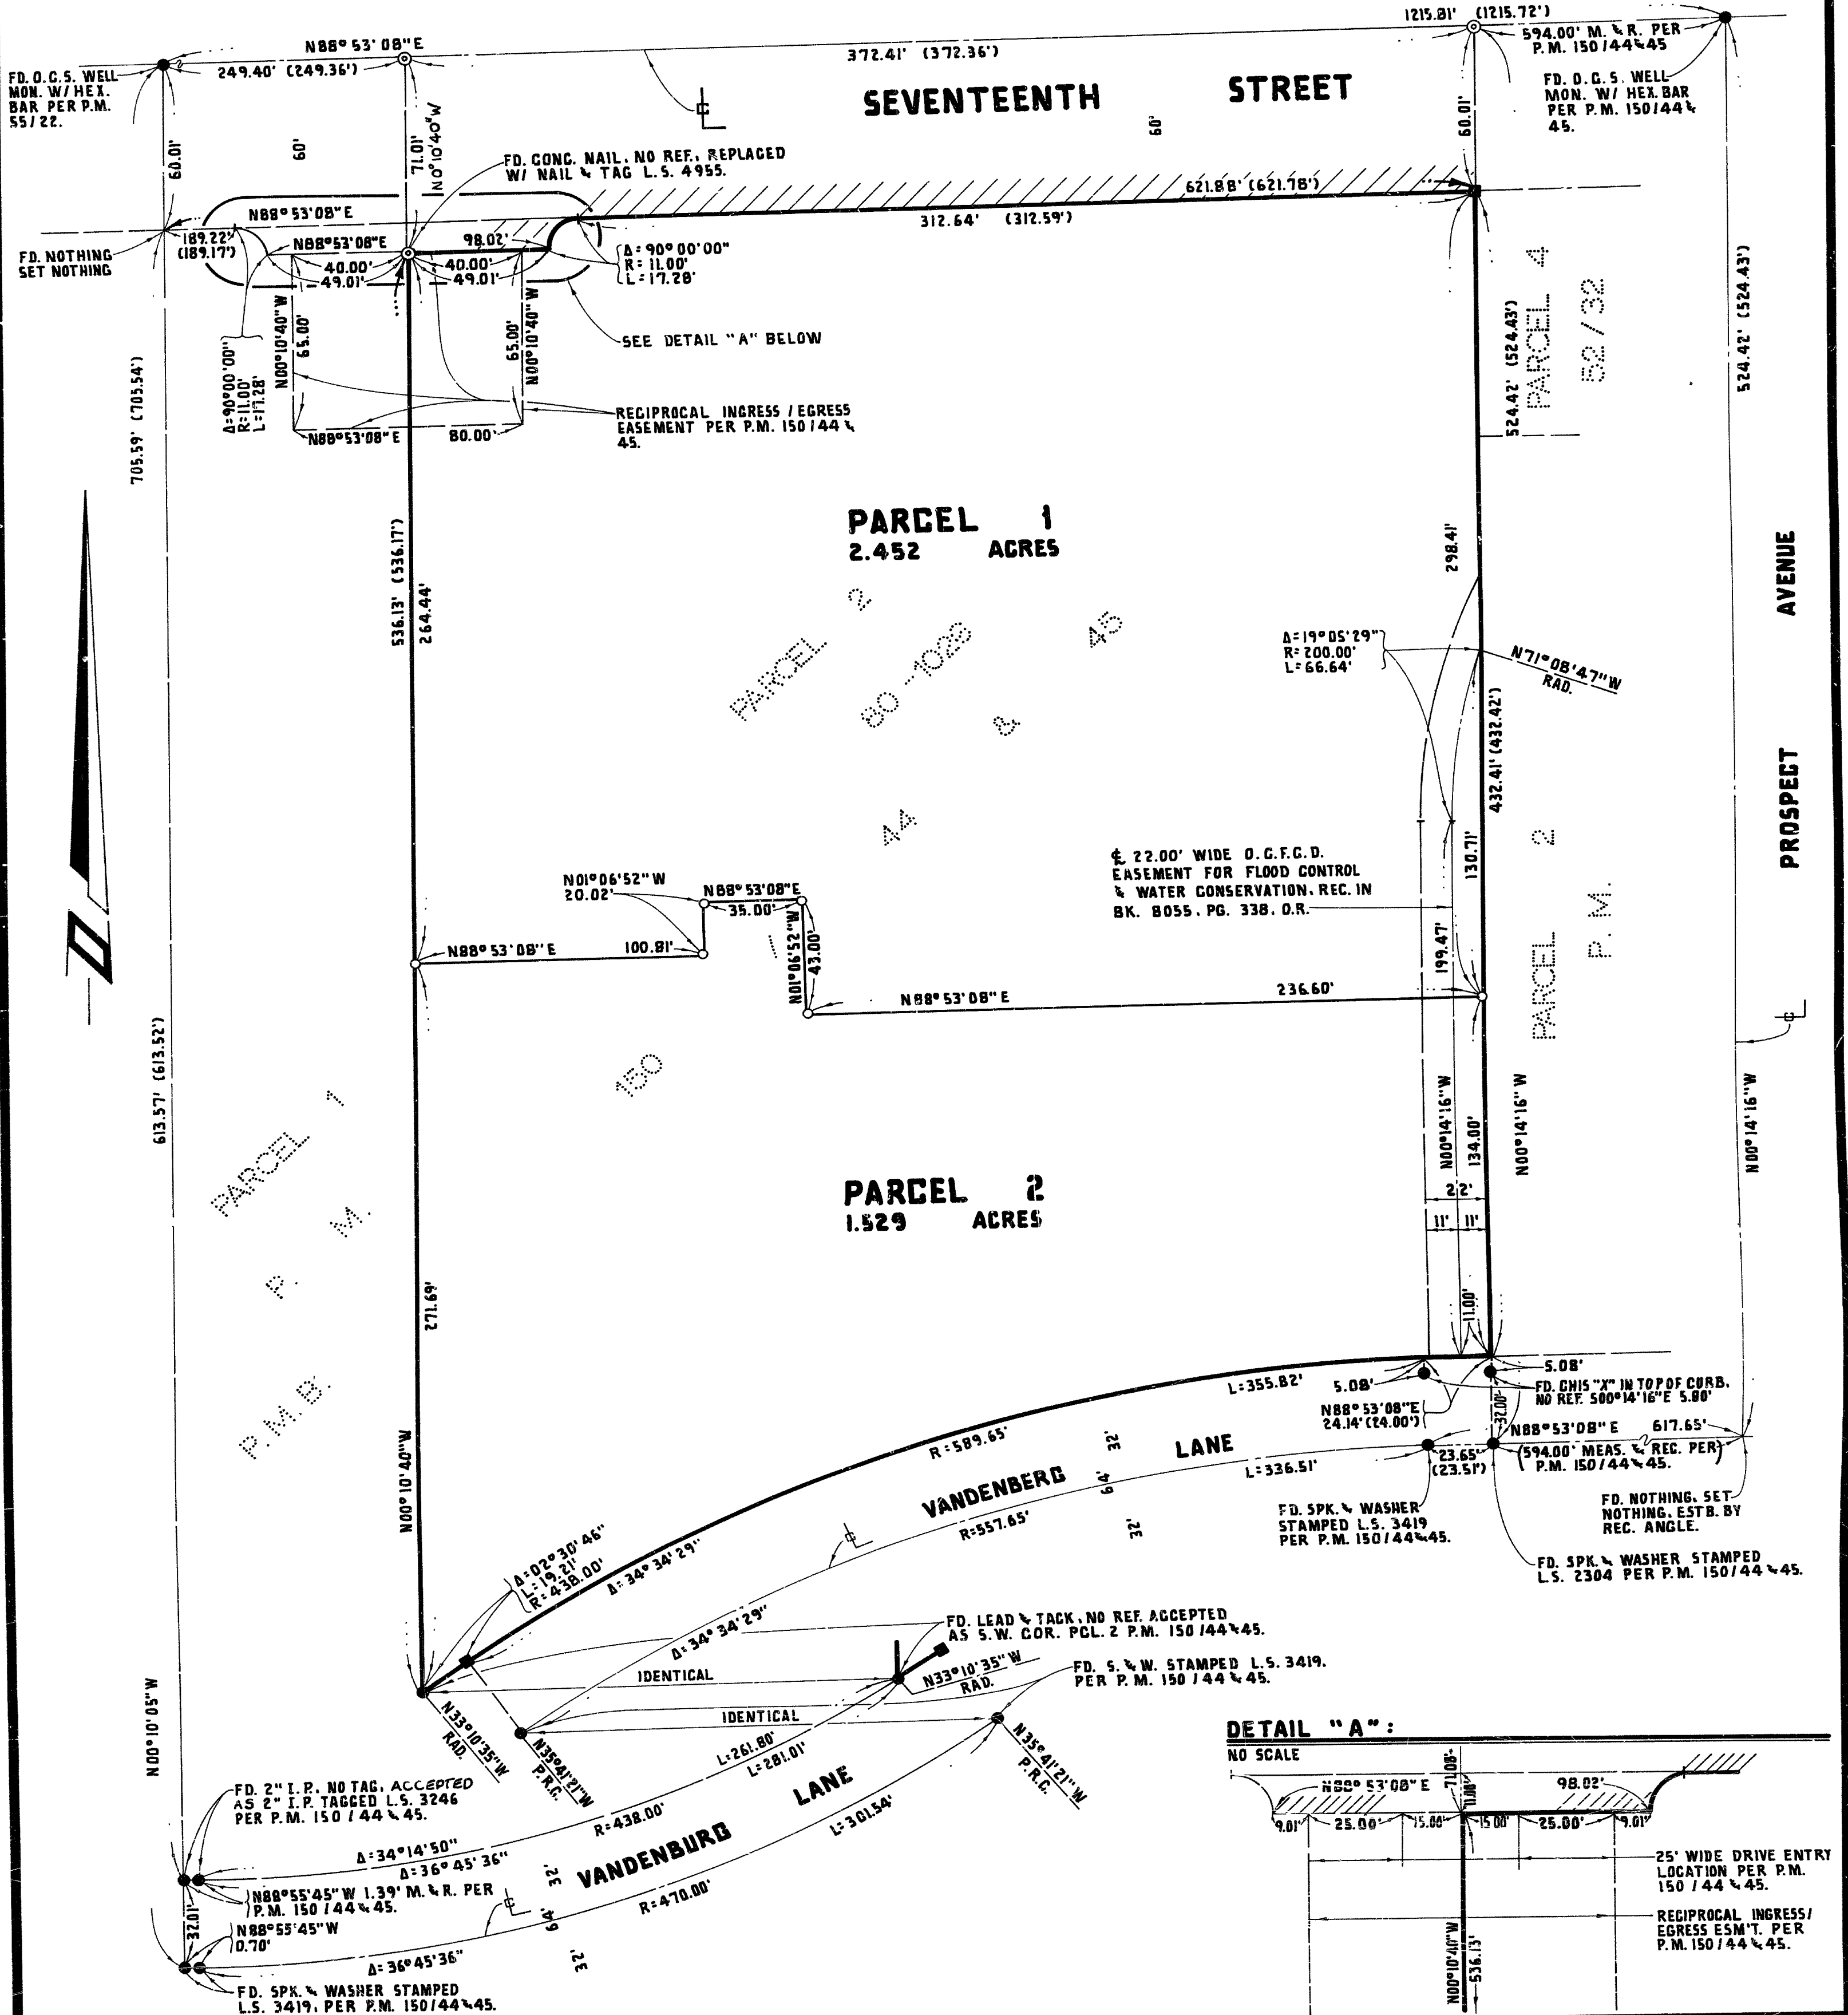 1215.81' (1215.72')
N88° 53' 08" E
249.40' (249.36')
372.41' (372.36')
594.00' M. & R. PER
P.M. 150/44&45
FD. O.C.S. WELL
MON. W/ HEX.
BAR PER P.M.
55/22.
FD. O.C.S. WELL
MON. W/ HEX. BAR
PER P.M. 150/44&
45.
SEVENTEENTH STREET
60.01'
60'
71.01'
N0°10'40"W
60'
60.01'
FD. CONC. NAIL, NO REF., REPLACED
W/ NAIL & TAG L.S. 4955.
621.88' (621.78')
312.64' (312.59')
N88°53'08"E
189.22'
(189.17')
FD. NOTHING
SET NOTHING
N88°53'08"E
98.02'
40.00'
40.00'
49.01'
49.01'
Δ= 90°00'00"
R= 11.00'
L=17.28'
SEE DETAIL "A" BELOW
Δ=90°00'00"
R=11.00'
L=17.28'
N00°10'40"W
65.00'
65.00'
N00°10'40"W
N88°53'08"E
80.00'
RECIPROCAL INGRESS / EGRESS
EASEMENT PER P.M. 150/44 &
45.
524.42' (524.43')
PARCEL 4
52/32
524.42' (524.43')
705.59' (705.54')
536.13' (536.17')
264.44'
PARCEL 1
2.452 ACRES
PARCEL 2
80-1028
44 & 45
298.41'
Δ=19°05'29"
R= 200.00'
L=66.64'
N71°08'47"W
RAD.
432.41' (432.42')
PROSPECT AVENUE
℄ 22.00' WIDE O.C.F.C.D.
EASEMENT FOR FLOOD CONTROL
& WATER CONSERVATION, REC. IN
BK. 8055, PG. 338, O.R.
130.71'
199.47'
PARCEL 2
P.M.
N01°06'52"W
20.02'
N88°53'08"E
35.00'
N88°53'08"E
100.81'
N01°06'52"W
43.00'
N88°53'08"E
236.60'
613.57' (613.52')
150
PARCEL 1
P. M.
P.M.B.
PARCEL 2
1.529 ACRES
N00°14'16"W
134.00'
N00°14'16"W
N00°14'16"W
22'
11'
11'
11.00'
271.69'
N00°10'40"W
L=355.82'
5.08'
5.08'
FD. CHIS "X" IN TOP OF CURB,
NO REF. S00°14'16"E 5.80'
N88°53'08"E
24.14'(24.00')
32.00'
N88°53'08"E
617.65'
(594.00' MEAS. & REC. PER)
P.M. 150/44&45.
23.65'
(23.51')
R=589.65'
32'
VANDENBERG LANE
64'
L=336.51'
R=557.65'
32'
FD. SPK. & WASHER
STAMPED L.S. 3419
PER P.M. 150/44&45.
FD. NOTHING, SET
NOTHING, ESTB. BY
REC. ANGLE.
FD. SPK. & WASHER STAMPED
L.S. 2304 PER P.M. 150/44&45.
Δ=02°30'46"
L=19.21'
R=438.00'
Δ=34°34'29"
Δ=34°34'29"
FD. LEAD & TACK, NO REF. ACCEPTED
AS S.W. COR. PCL. 2 P.M. 150/44&45.
IDENTICAL
N33°10'35"W
RAD.
FD. S. & W. STAMPED L.S. 3419.
PER P.M. 150/44 & 45.
IDENTICAL
N33°10'35"W
RAD.
N35°41'21"W
P.R.C.
N35°41'21"W
P.R.C.
L=261.80'
L=281.01'
N00°10'05"W
FD. 2" I.P. NO TAG, ACCEPTED
AS 2" I.P. TAGGED L.S. 3246
PER P.M. 150 / 44 & 45.
R=438.00'
L=301.54'
VANDENBURG LANE
Δ=34°14'50"
Δ=36°45'36"
32'
64'
32'
R=470.00'
N88°55'45"W 1.39' M. & R. PER
P.M. 150/44&45.
32.01'
N88°55'45"W
0.70'
Δ=36°45'36"
FD. SPK. & WASHER STAMPED
L.S. 3419, PER P.M. 150/44&45.
DETAIL "A":
NO SCALE
N88°53'08"E
71.08'
11.00'
98.02'
9.01'
25.00'
15.00'
15.00'
25.00'
9.01'
25' WIDE DRIVE ENTRY
LOCATION PER P.M.
150 / 44 & 45.
RECIPROCAL INGRESS/
EGRESS ESM'T. PER
P.M. 150/44&45.
N00°10'40"W
536.13'